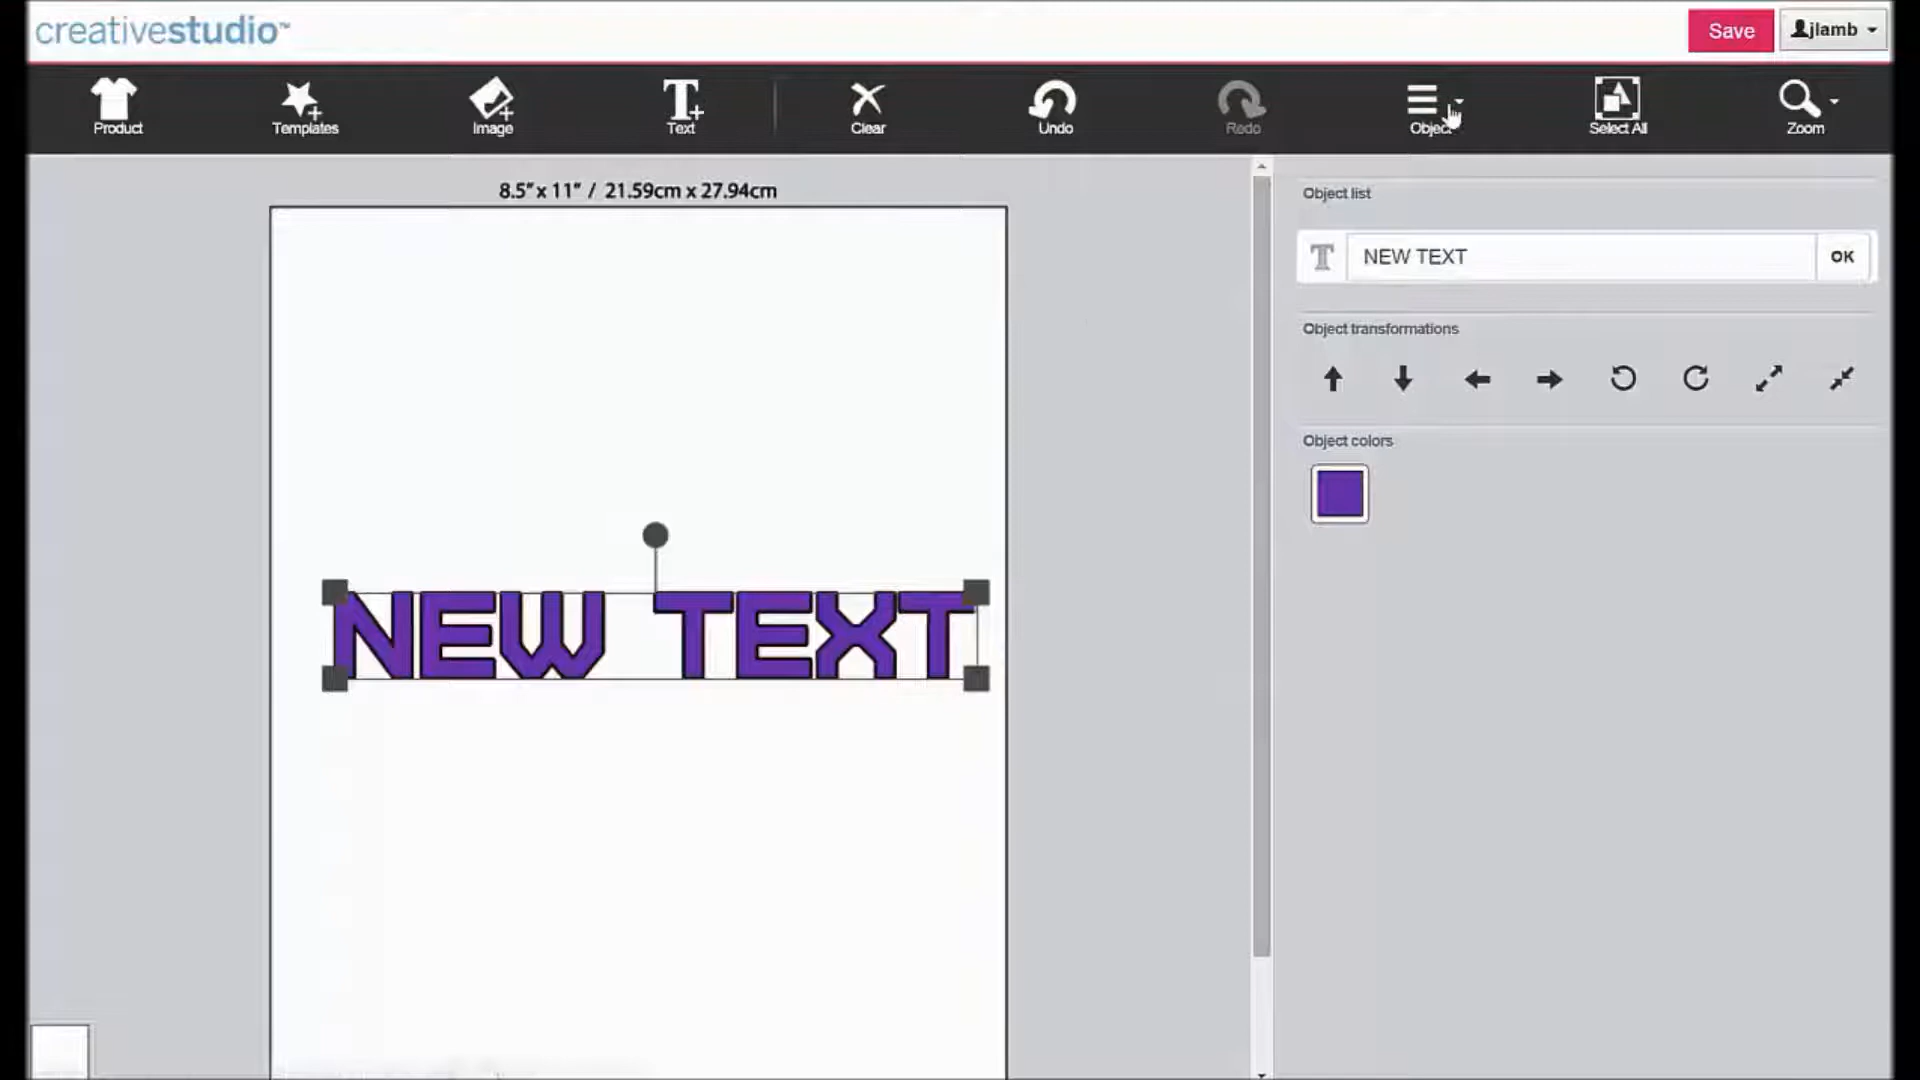 creativestudio™
Save
jlamb
Product
Templates
Image
Text
Clear
Undo
Redo
Object
Select All
Zoom
8.5" x 11" / 21.59cm x 27.94cm
Object list
NEW TEXT
OK
Object transformations
Object colors
NEW TEXT